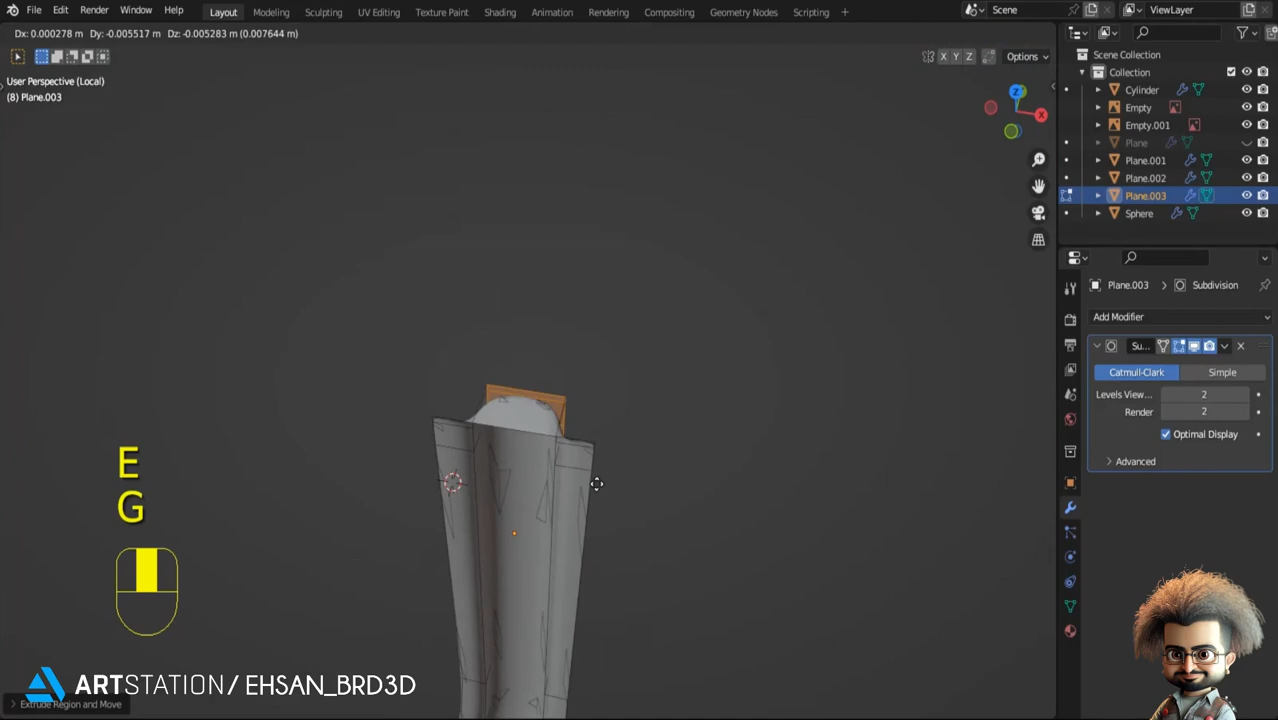 File Edit Render Window Help Layout Modeling Sculpting UV Editing Texture Paint Shading Animation Rendering Compositing Geometry Nodes Scripting + Scene ViewLayer
Dx: 0.000278 m Dy: -0.005517 m Dz: -0.005283 m (0.007644 m)
X Y Z Options
User Perspective (Local)
(8) Plane.003
Z
X
Scene Collection
Collection
Cylinder
Empty
Empty.001
Plane
Plane.001
Plane.002
Plane.003
Sphere
Plane.003 > Subdivision
Add Modifier
Su...
Catmull-Clark Simple
Levels View... 2
Render 2
Optimal Display
Advanced
E
G
ARTSTATION / EHSAN_BRD3D
Extrude Region and Move